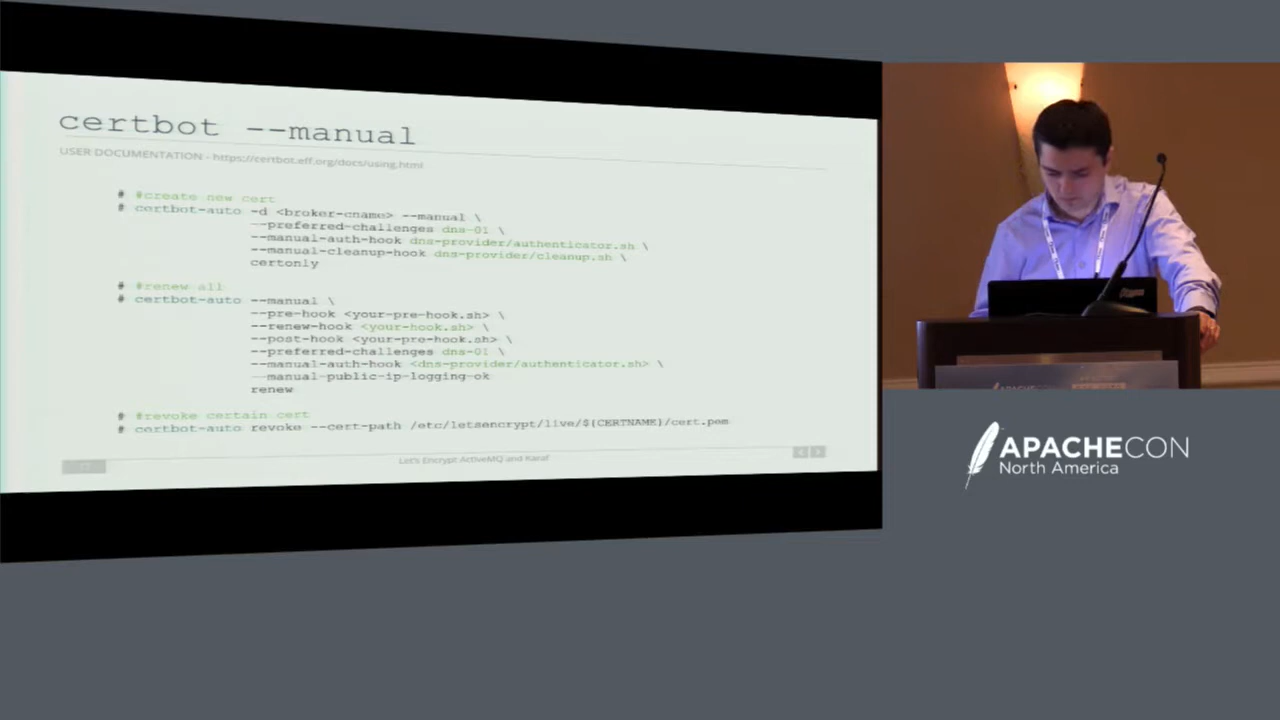 certbot --manual
USER DOCUMENTATION - https://certbot.eff.org/docs/using.html
# #create new cert
# certbot-auto -d <broker-cname> --manual \
--preferred-challenges dns-01 \
--manual-auth-hook dns-provider/authenticator.sh \
--manual-cleanup-hook dns-provider/cleanup.sh \
certonly
# #renew all
# certbot-auto --manual \
--pre-hook <your-pre-hook.sh> \
--renew-hook <your-hook.sh> \
--post-hook <your-pre-hook.sh> \
--preferred-challenges dns-01 \
--manual-auth-hook <dns-provider/authenticator.sh> \
--manual-public-ip-logging-ok
renew
# #revoke certain cert
# certbot-auto revoke --cert-path /etc/letsencrypt/live/${CERTNAME}/cert.pem
Let's Encrypt ActiveMQ and Karaf
APACHECON
North America